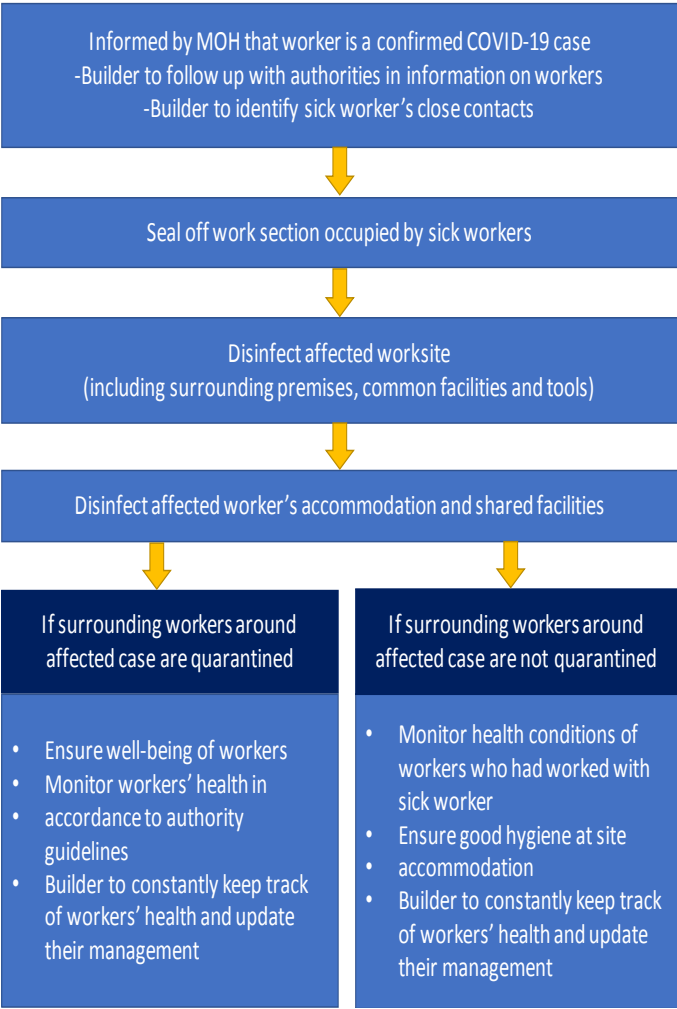 Informed by MOH that worker is a confirmed COVID-19 case
-Builder to follow up with authorities in information on workers
-Builder to identify sick worker's close contacts
Seal off work section occupied by sick workers
Disinfect affected worksite
(including surrounding premises, common facilities and tools)
Disinfect affected worker's accommodation and shared facilities
If surrounding workers around
affected case are quarantined
• Ensure well-being of workers
• Monitor workers' health in
• accordance to authority
guidelines
• Builder to constantly keep track
of workers' health and update
their management
If surrounding workers around
affected case are not quarantined
• Monitor health conditions of
workers who had worked with
sick worker
• Ensure good hygiene at site
• accommodation
• Builder to constantly keep track
of workers' health and update
their management